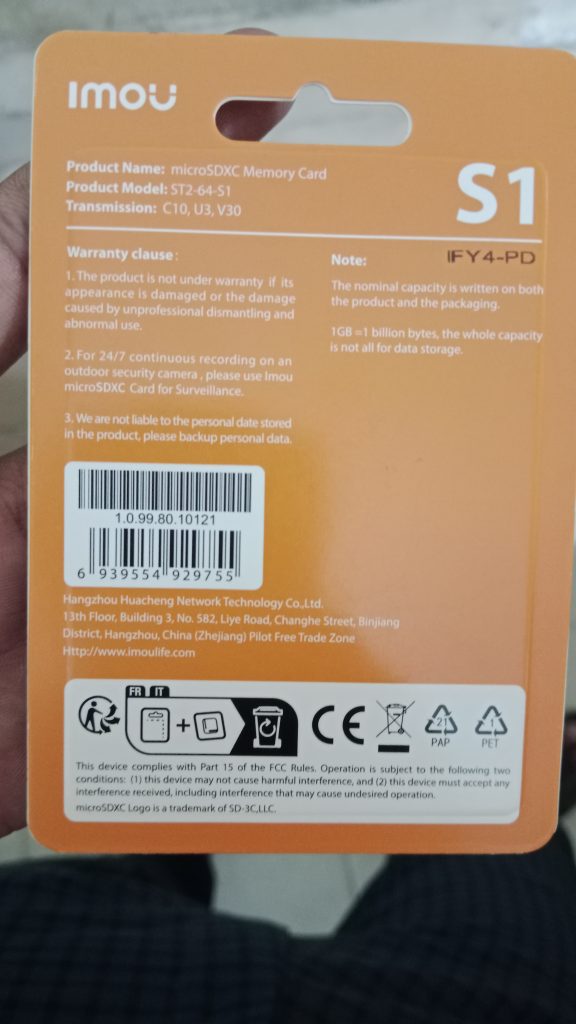 imou
Product Name: microSDXC Memory Card
Product Model: ST2-64-S1
Transmission: C10, U3, V30
S1
Warranty clause:
1. The product is not under warranty if its
appearance is damaged or the damage
caused by unprofessional dismantling and
abnormal use.
2. For 24/7 continuous recording on an
outdoor security camera , please use Imou
microSDXC Card for Surveillance.
3. We are not liable to the personal date stored
in the product, please backup personal data.
Note:
IFY4-PD
The nominal capacity is written on both
the product and the packaging.
1GB =1 billion bytes, the whole capacity
is not all for data storage.
1.0.99.80.10121
6 939554 929755
Hangzhou Huacheng Network Technology Co.,Ltd.
13th Floor, Building 3, No. 582, Liye Road, Changhe Street, Binjiang
District, Hangzhou, China (Zhejiang) Pilot Free Trade Zone
Http://www.imoulife.com
FR IT
+
CE
21
PAP
1
PET
This device complies with Part 15 of the FCC Rules. Operation is subject to the following two
conditions: (1) this device may not cause harmful interference, and (2) this device must accept any
interference received, including interference that may cause undesired operation.
microSDXC Logo is a trademark of SD-3C,LLC.